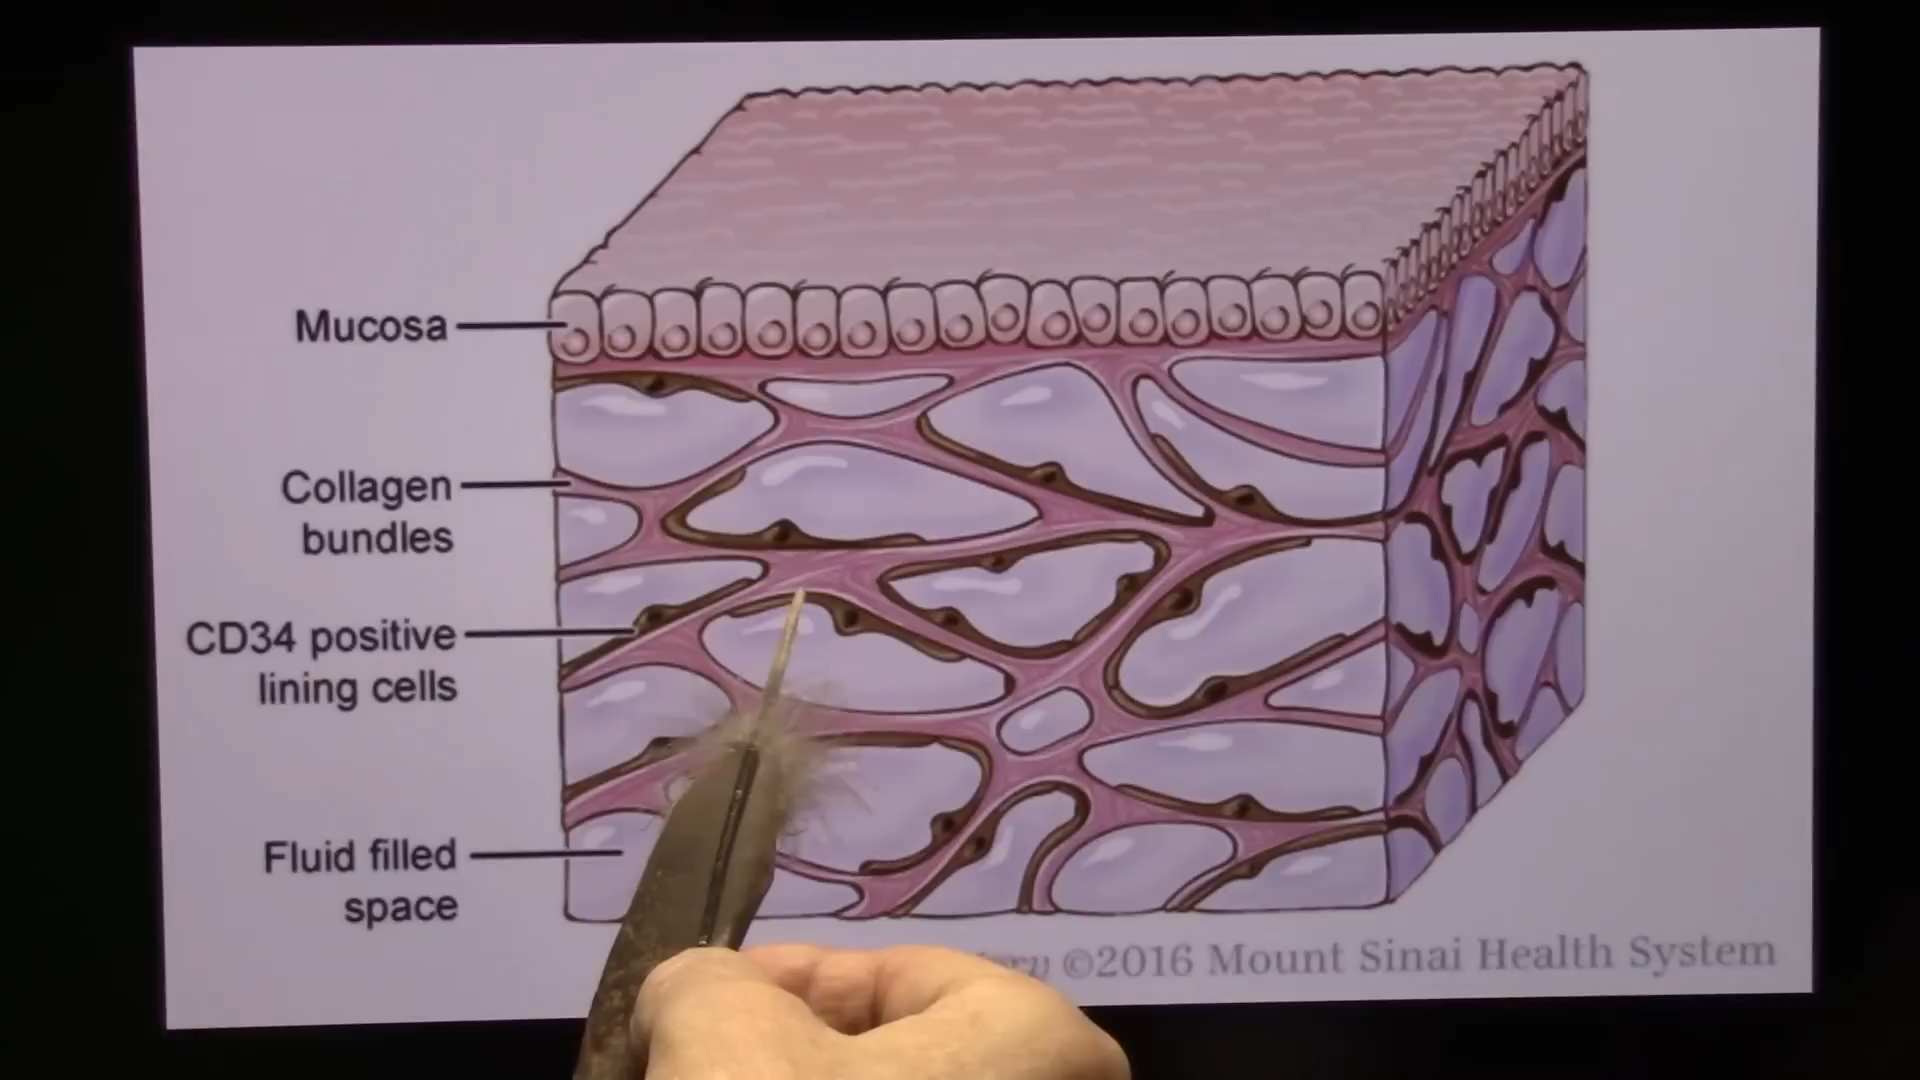 Mucosa
Collagen
bundles
CD34 positive
lining cells
Fluid filled
space
©2016 Mount Sinai Health System